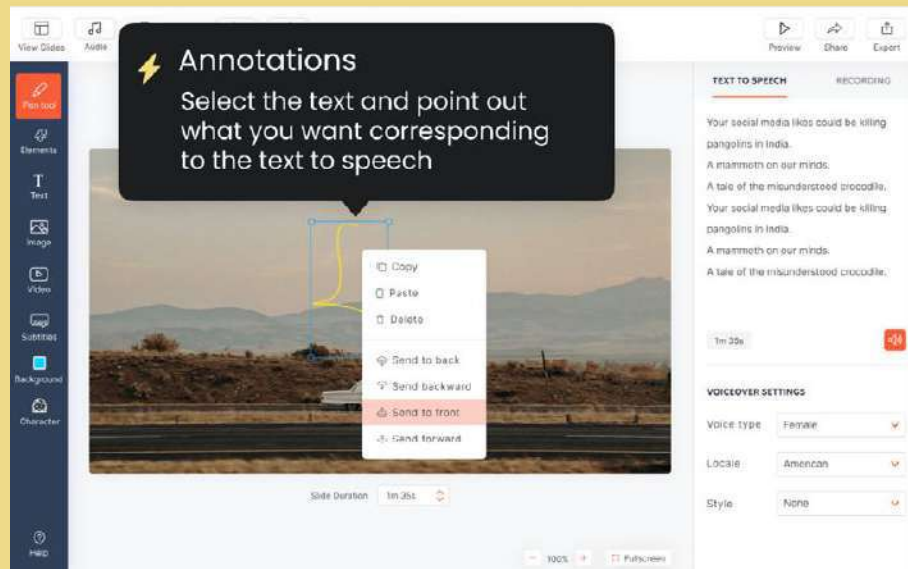 View Slides
Audio
Preview
Share
Export
Annotations
Select the text and point out
what you want corresponding
to the text to speech
Pen tool
Elements
Text
Image
Video
Subtitles
Background
Character
Help
Copy
Paste
Delete
Send to back
Send backward
Send to front
Send forward
Slide Duration 1m 35s
100%
Fullscreen
TEXT TO SPEECH RECORDING
Your social media likes could be killing
pangolins in India.
A mammoth on our minds.
A tale of the misunderstood crocodile.
Your social media likes could be killing
pangolins in India.
A mammoth on our minds.
A tale of the misunderstood crocodile.
1m 35s
VOICEOVER SETTINGS
Voice type Female
Locale American
Style None